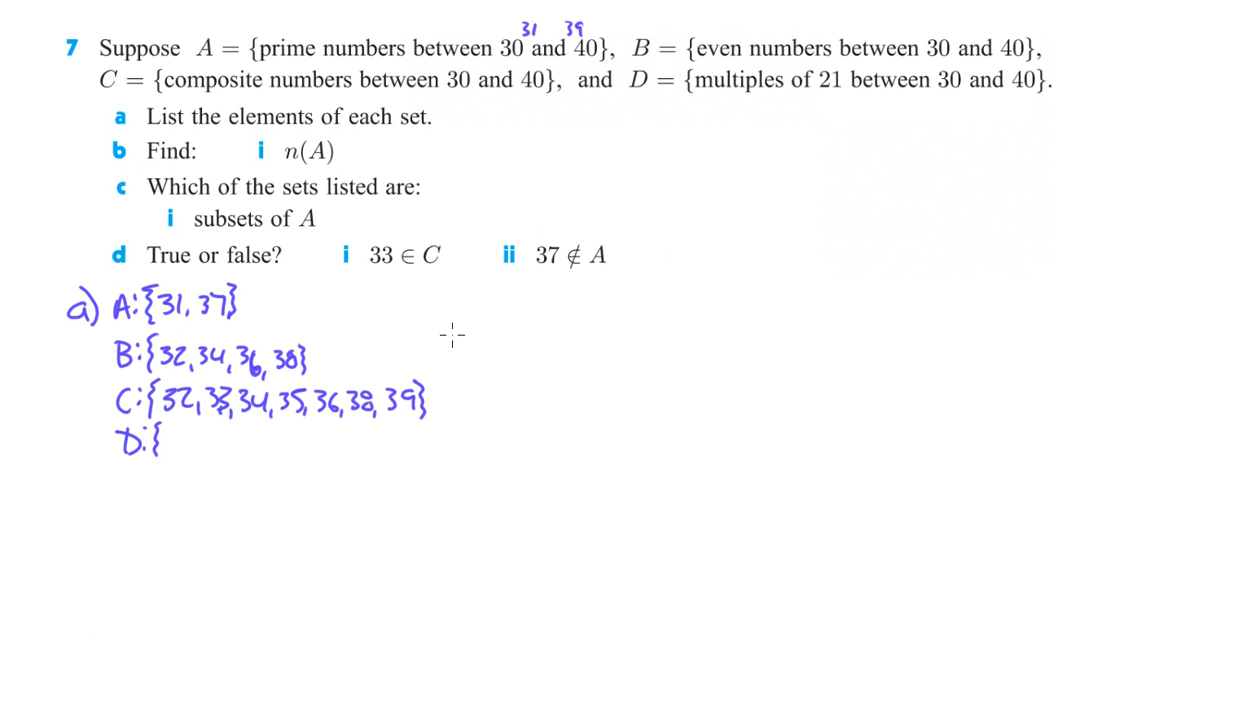 31 39
7 Suppose A = {prime numbers between 30 and 40}, B = {even numbers between 30 and 40},
C = {composite numbers between 30 and 40}, and D = {multiples of 21 between 30 and 40}.
a List the elements of each set.
b Find: i n(A)
c Which of the sets listed are:
i subsets of A
d True or false? i 33 ∈ C ii 37 ∉ A
a) A:{31, 37}
B:{32, 34, 36, 38}
C:{32, 33, 34, 35, 36, 38, 39}
D:{